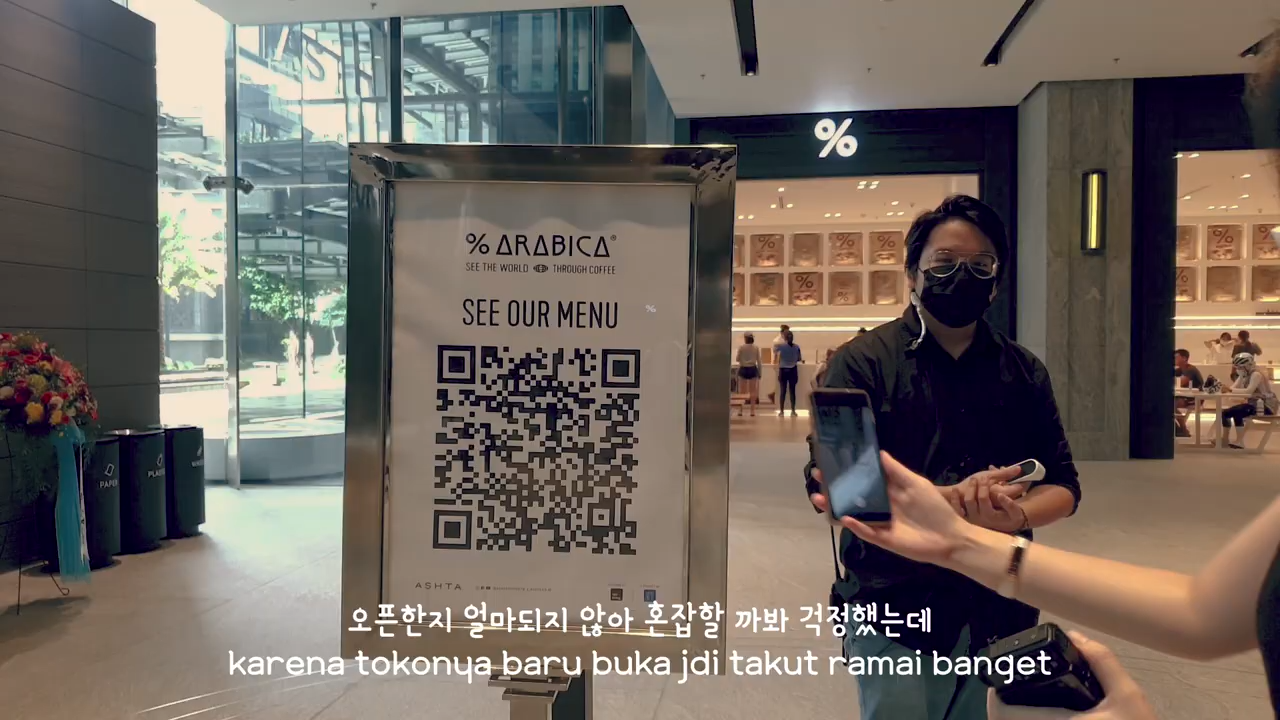 %
% ARABICA
SEE THE WORLD THROUGH COFFEE
SEE OUR MENU
PAPER
ASHTA
오픈한지 얼마되지 않아 혼잡할 까봐 걱정했는데
karena tokonya baru buka jdi takut ramai banget